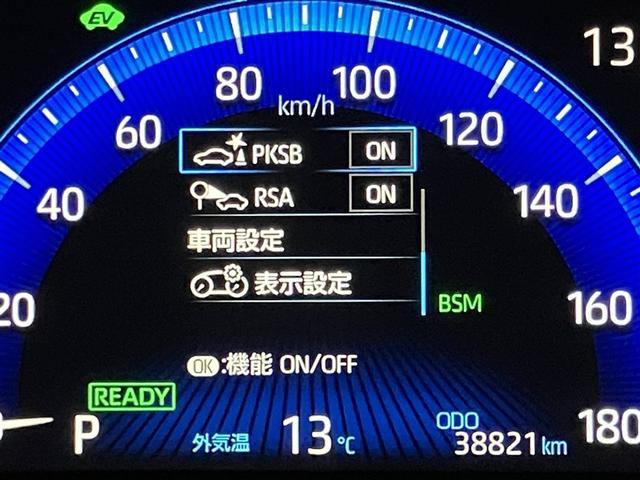 EV
13
80
100
km/h
60
120
PKSB ON
RSA ON
40
140
車両設定
表示設定
20
BSM
160
OK:機能 ON/OFF
READY
P
外気温 13℃
ODO
38821km
180